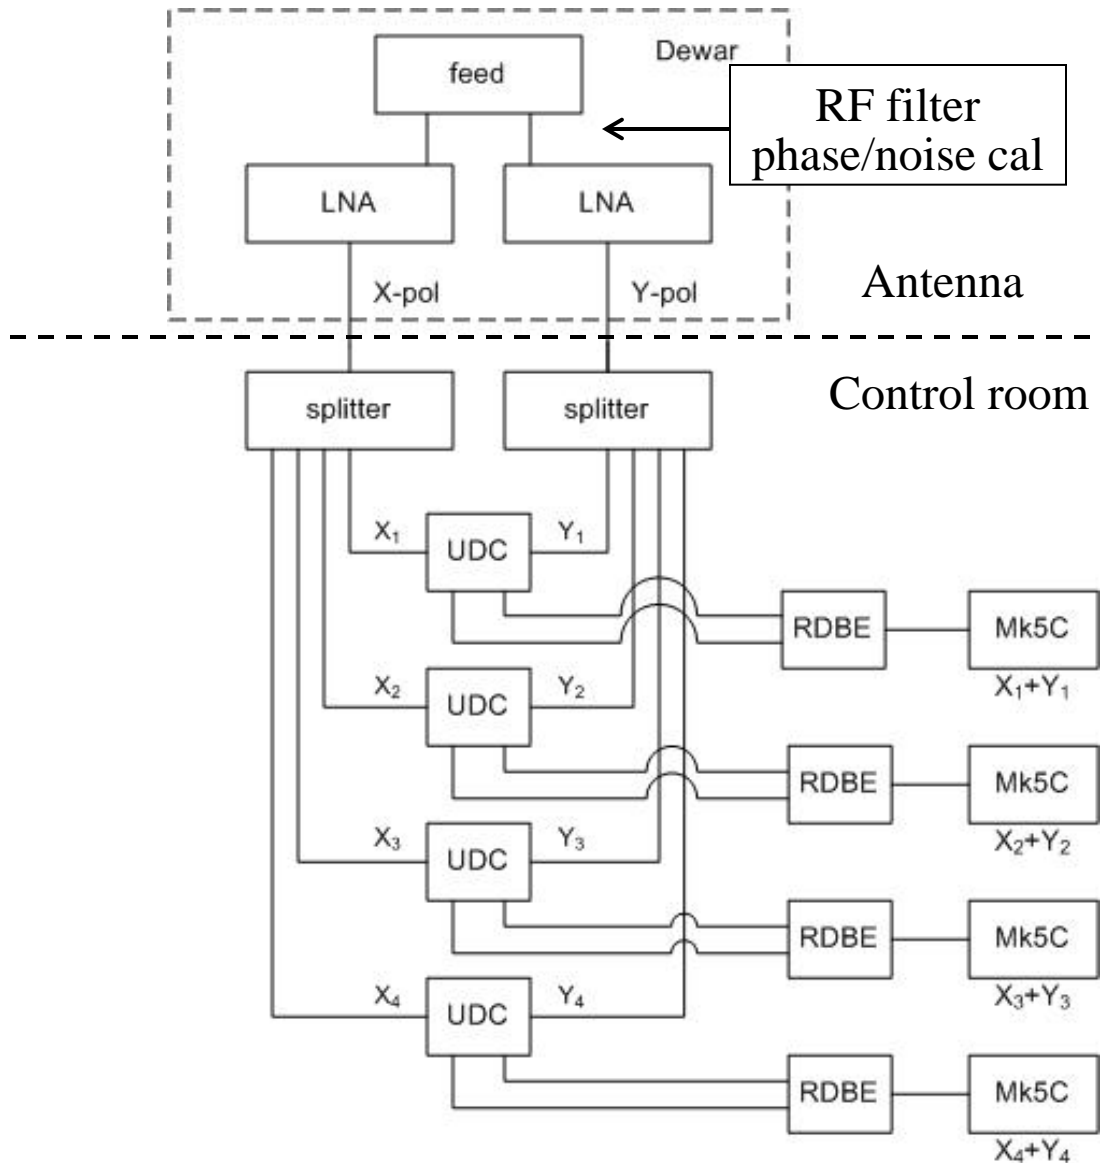 Dewar
feed
RF filter
phase/noise cal
LNA
LNA
X-pol
Y-pol
Antenna
Control room
splitter
splitter
X₁
UDC
Y₁
RDBE
Mk5C
X₁+Y₁
X₂
UDC
Y₂
RDBE
Mk5C
X₂+Y₂
X₃
UDC
Y₃
RDBE
Mk5C
X₃+Y₃
X₄
UDC
Y₄
RDBE
Mk5C
X₄+Y₄